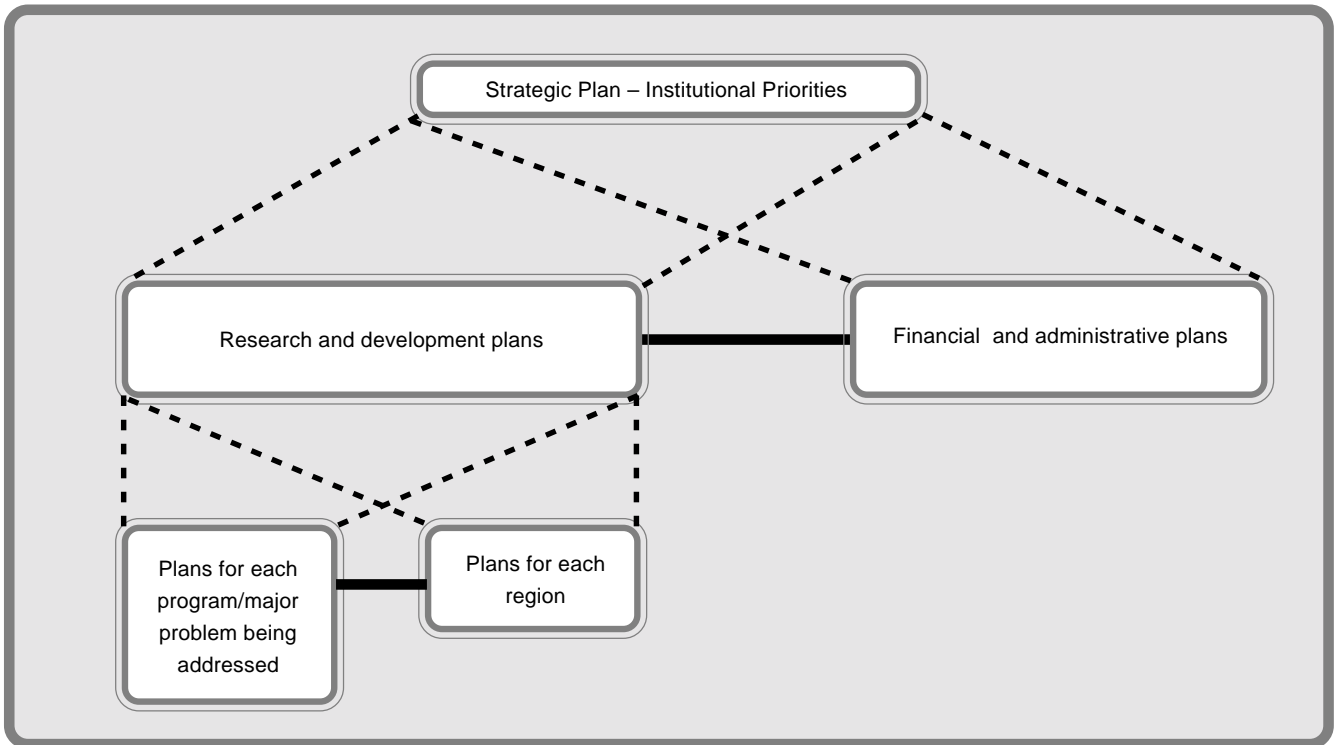 Strategic Plan – Institutional Priorities
Research and development plans
Financial  and administrative plans
Plans for each
program/major
problem being
addressed
Plans for each
region